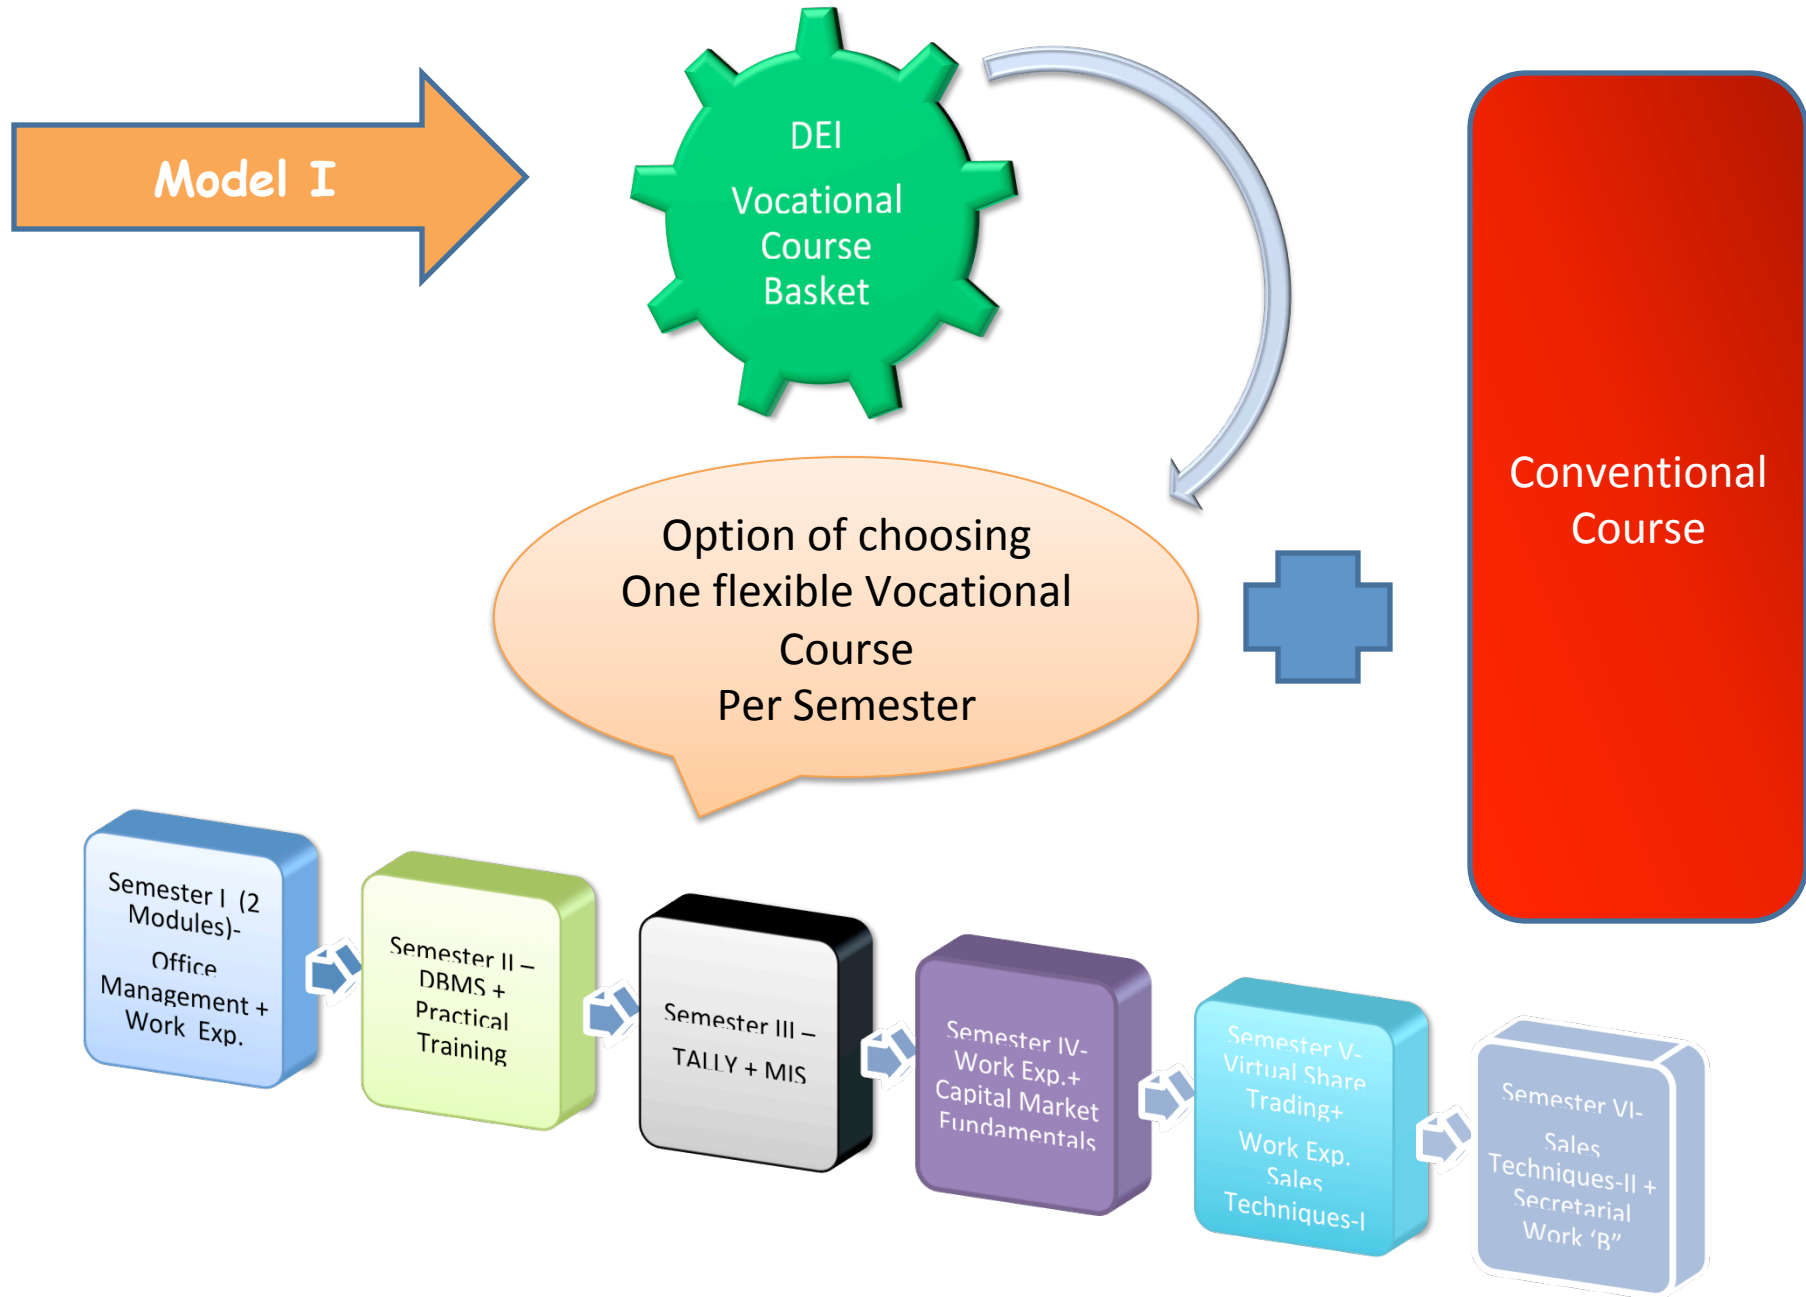 Model I
DEI
Vocational
Course
Basket
Conventional
Course
Option of choosing
One flexible Vocational
Course
Per Semester
Semester I  (2
Modules)-
Office
Management +
Work  Exp.
Semester II –
DBMS +
Practical
Training
Semester III –
TALLY + MIS
Semester IV-
Work Exp.+
Capital Market
Fundamentals
Semester V-
Virtual Share
Trading+
Work Exp.
Sales
Techniques-I
Semester VI-
Sales
Techniques-II +
Secretarial
Work ‘B”